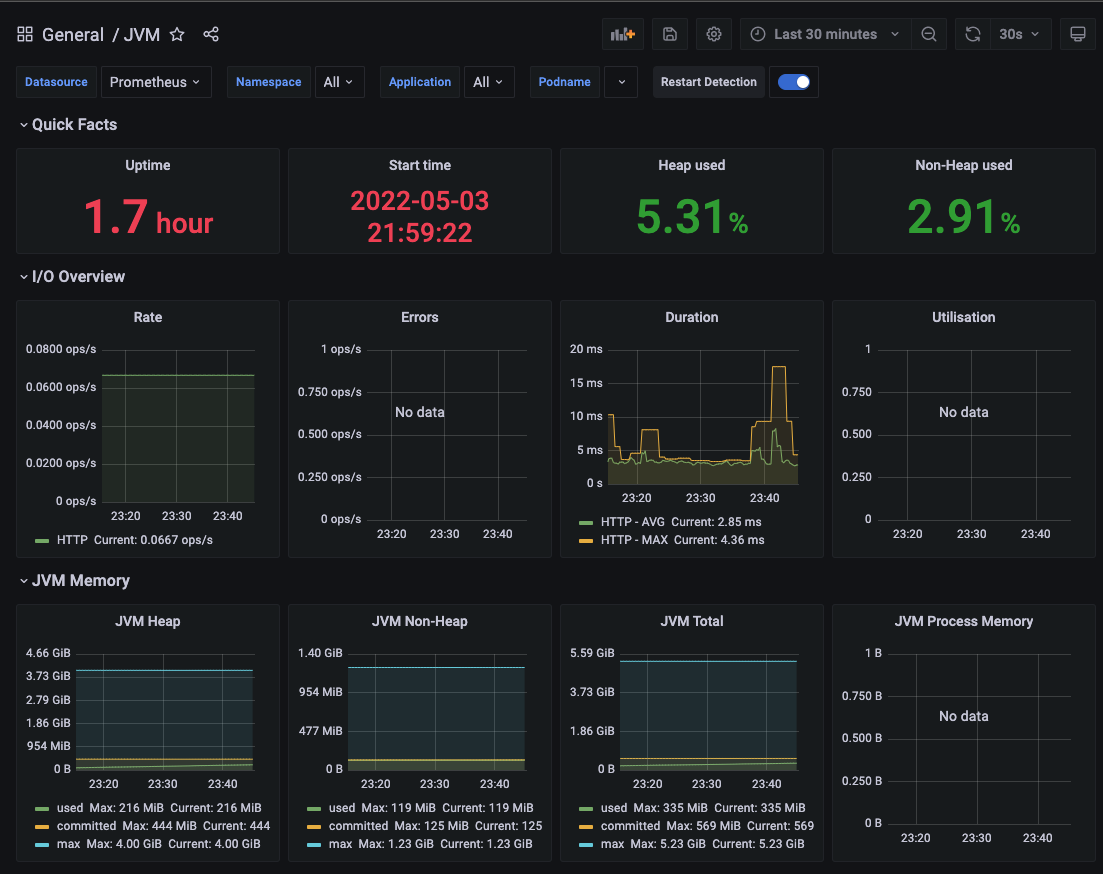 General / JVM
Last 30 minutes
30s
Datasource Prometheus Namespace All Application All Podname Restart Detection
Quick Facts
Uptime
1.7 hour
Start time
2022-05-03
21:59:22
Heap used
5.31%
Non-Heap used
2.91%
I/O Overview
Rate
0.0800 ops/s
0.0600 ops/s
0.0400 ops/s
0.0200 ops/s
0 ops/s
23:20 23:30 23:40
HTTP Current: 0.0667 ops/s
Errors
1 ops/s
0.750 ops/s
0.500 ops/s
0.250 ops/s
0 ops/s
No data
23:20 23:30 23:40
Duration
20 ms
15 ms
10 ms
5 ms
0 s
23:20 23:30 23:40
HTTP - AVG Current: 2.85 ms
HTTP - MAX Current: 4.36 ms
Utilisation
1
0.750
0.500
0.250
0
No data
23:20 23:30 23:40
JVM Memory
JVM Heap
4.66 GiB
3.73 GiB
2.79 GiB
1.86 GiB
954 MiB
0 B
23:20 23:30 23:40
used Max: 216 MiB Current: 216 MiB
committed Max: 444 MiB Current: 444
max Max: 4.00 GiB Current: 4.00 GiB
JVM Non-Heap
1.40 GiB
954 MiB
477 MiB
0 B
23:20 23:30 23:40
used Max: 119 MiB Current: 119 MiB
committed Max: 125 MiB Current: 125
max Max: 1.23 GiB Current: 1.23 GiB
JVM Total
5.59 GiB
3.73 GiB
1.86 GiB
0 B
23:20 23:30 23:40
used Max: 335 MiB Current: 335 MiB
committed Max: 569 MiB Current: 569
max Max: 5.23 GiB Current: 5.23 GiB
JVM Process Memory
1 B
0.750 B
0.500 B
0.250 B
0 B
No data
23:20 23:30 23:40